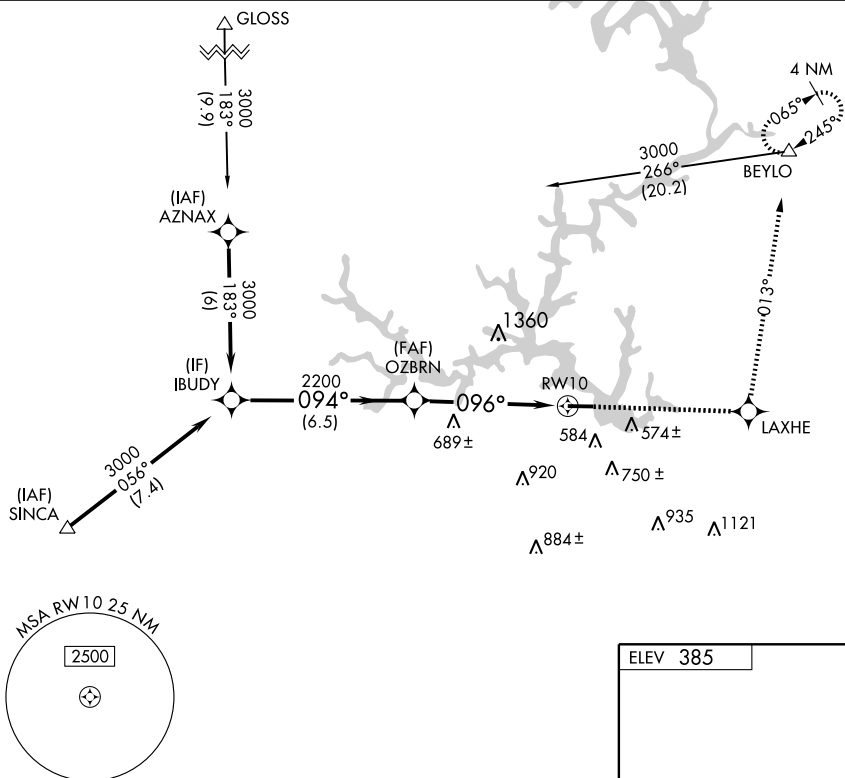 GLOSS
3000
183°
(9.9)
4 NM
065°
245°
BEYLO
3000
266°
(20.2)
(IAF)
AZNAX
3000
183°
(6)
013°
1360
(IF)
IBUDY
2200
094°
(6.5)
(FAF)
OZBRN
096°
RW10
LAXHE
689±
584
574±
750±
920
3000
056°
(7.4)
(IAF)
SINCA
884±
935
1121
MSA RW10 25 NM
2500
ELEV 385